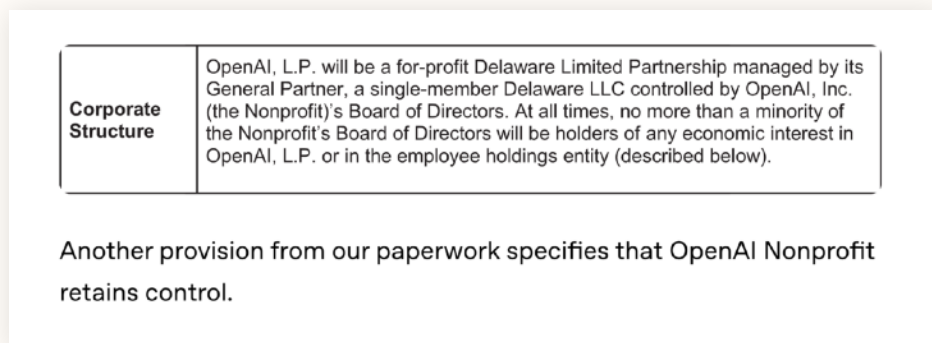 Corporate
Structure
OpenAI, L.P. will be a for-profit Delaware Limited Partnership managed by its
General Partner, a single-member Delaware LLC controlled by OpenAI, Inc.
(the Nonprofit)'s Board of Directors. At all times, no more than a minority of
the Nonprofit's Board of Directors will be holders of any economic interest in
OpenAI, L.P. or in the employee holdings entity (described below).
Another provision from our paperwork specifies that OpenAI Nonprofit
retains control.